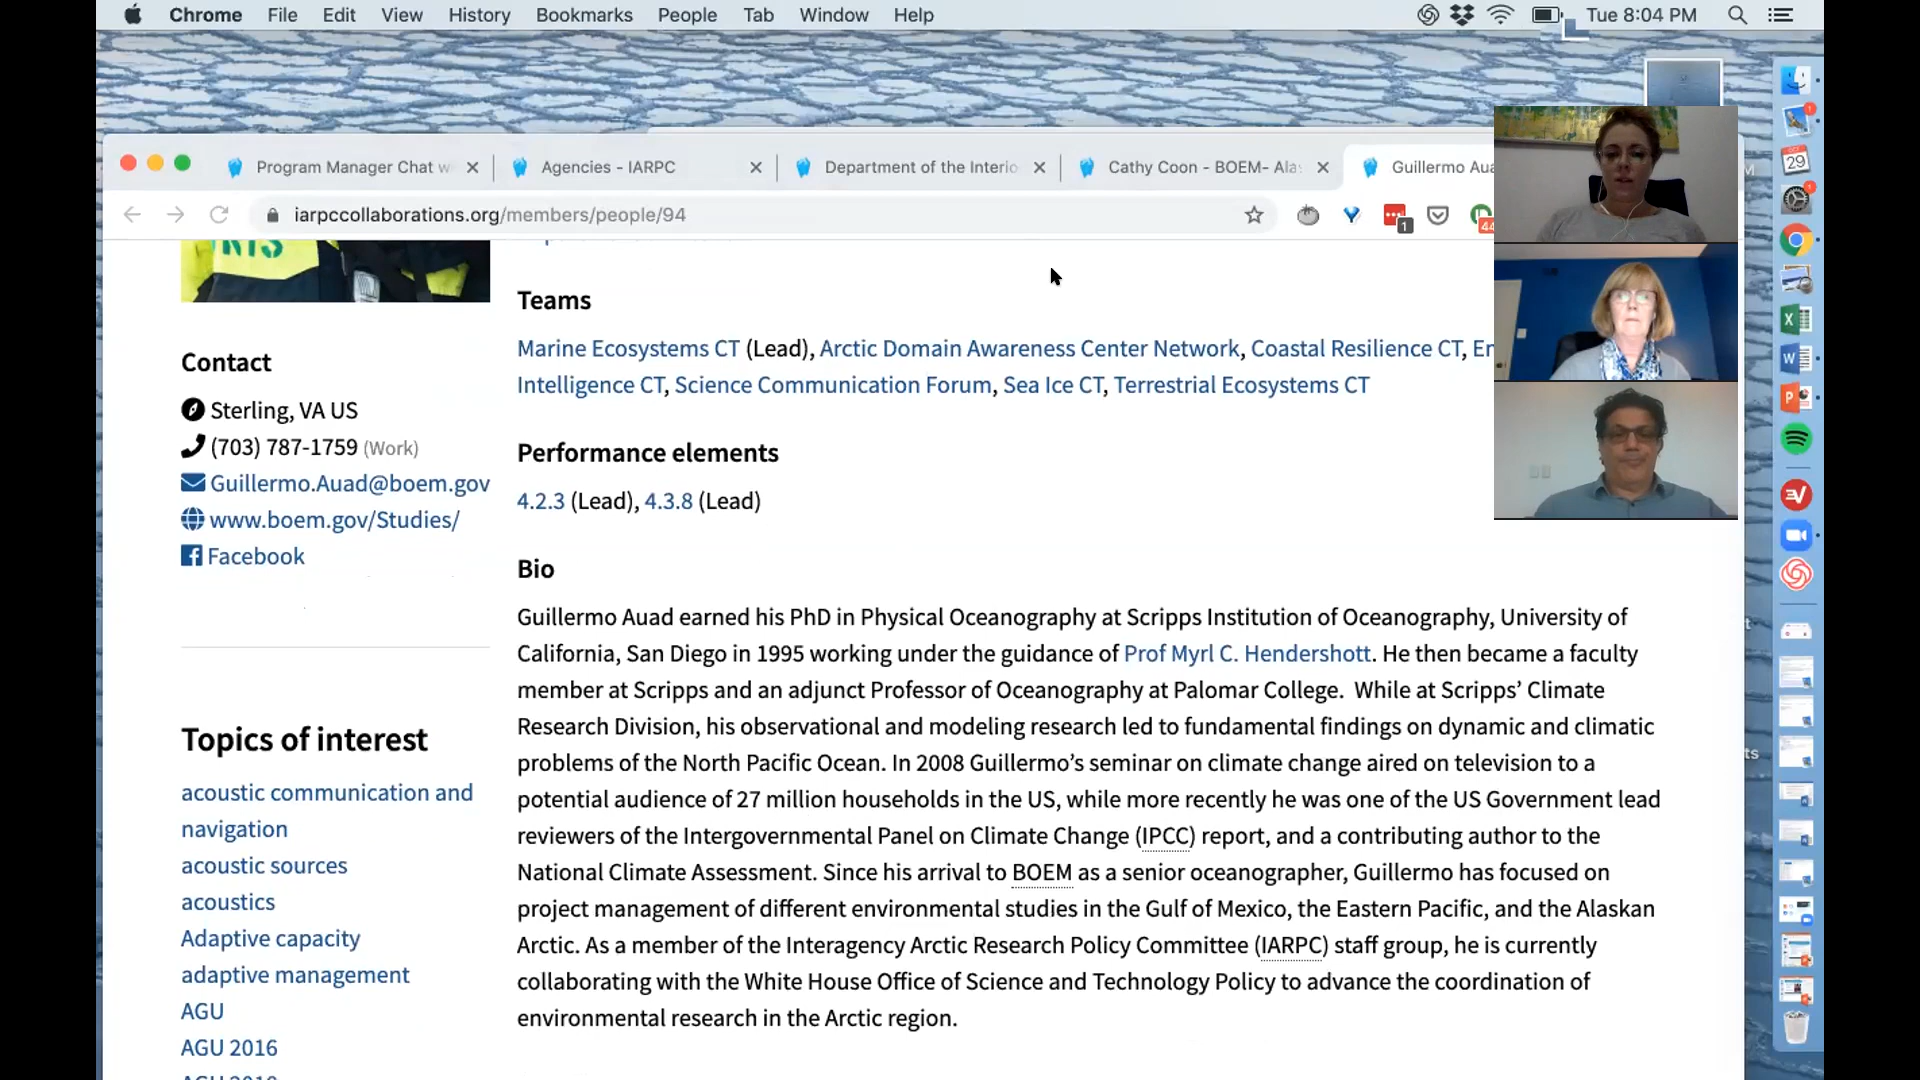 Chrome File Edit View History Bookmarks People Tab Window Help
Tue 8:04 PM
Program Manager Chat w
Agencies - IARPC
Department of the Interio
Cathy Coon - BOEM- Ala
Guillermo Aua
iarpccollaborations.org/members/people/94
1
44
29
Teams
Marine Ecosystems CT (Lead), Arctic Domain Awareness Center Network, Coastal Resilience CT, En
Intelligence CT, Science Communication Forum, Sea Ice CT, Terrestrial Ecosystems CT
Performance elements
4.2.3 (Lead), 4.3.8 (Lead)
Bio
Guillermo Auad earned his PhD in Physical Oceanography at Scripps Institution of Oceanography, University of
California, San Diego in 1995 working under the guidance of Prof Myrl C. Hendershott. He then became a faculty
member at Scripps and an adjunct Professor of Oceanography at Palomar College. While at Scripps’ Climate
Research Division, his observational and modeling research led to fundamental findings on dynamic and climatic
problems of the North Pacific Ocean. In 2008 Guillermo’s seminar on climate change aired on television to a
potential audience of 27 million households in the US, while more recently he was one of the US Government lead
reviewers of the Intergovernmental Panel on Climate Change (IPCC) report, and a contributing author to the
National Climate Assessment. Since his arrival to BOEM as a senior oceanographer, Guillermo has focused on
project management of different environmental studies in the Gulf of Mexico, the Eastern Pacific, and the Alaskan
Arctic. As a member of the Interagency Arctic Research Policy Committee (IARPC) staff group, he is currently
collaborating with the White House Office of Science and Technology Policy to advance the coordination of
environmental research in the Arctic region.
Contact
Sterling, VA US
(703) 787-1759 (Work)
Guillermo.Auad@boem.gov
www.boem.gov/Studies/
Facebook
Topics of interest
acoustic communication and
navigation
acoustic sources
acoustics
Adaptive capacity
adaptive management
AGU
AGU 2016